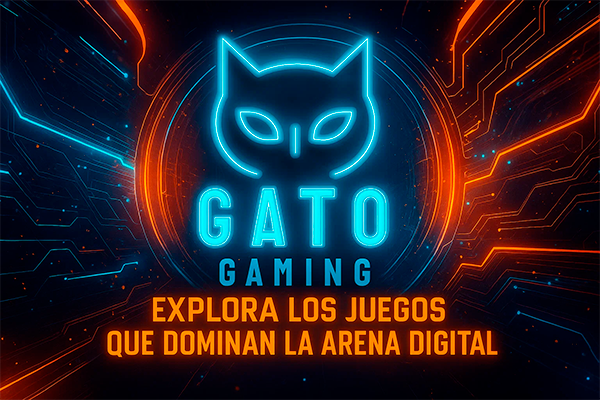 GATO
GAMING
EXPLORA LOS JUEGOS
QUE DOMINAN LA ARENA DIGITAL